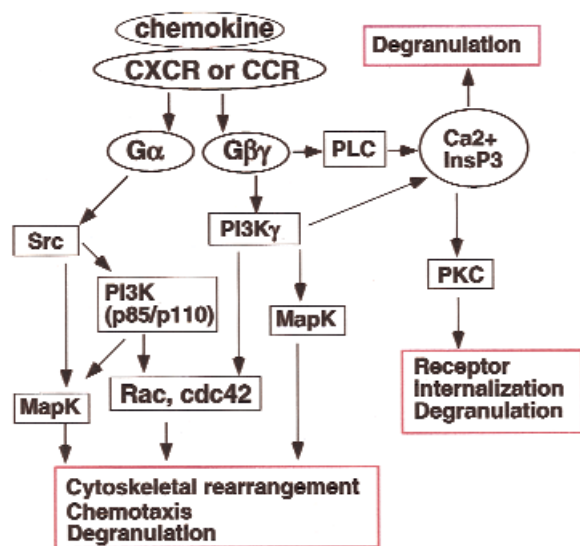 chemokine
Degranulation
CXCR or CCR
Gα
Gβγ
PLC
Ca2+
InsP3
Src
PI3Kγ
PKC
PI3K
(p85/p110)
MapK
MapK
Rac, cdc42
Receptor
Internalization
Degranulation
Cytoskeletal rearrangement
Chemotaxis
Degranulation